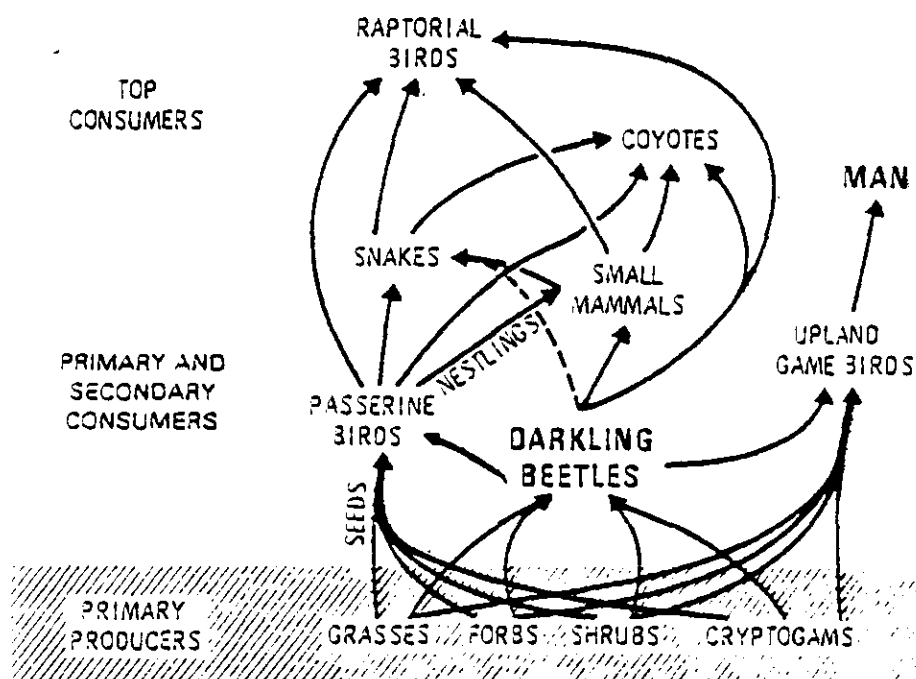 RAPTORIAL
BIRDS
TOP
CONSUMERS
COYOTES
MAN
SNAKES
SMALL
MAMMALS
NESTLINGS
UPLAND
GAME BIRDS
PRIMARY AND
SECONDARY
CONSUMERS
PASSERINE
BIRDS
DARKLING
BEETLES
SEEDS
PRIMARY
PRODUCERS
GRASSES
FORBS
SHRUBS
CRYPTOGAMS